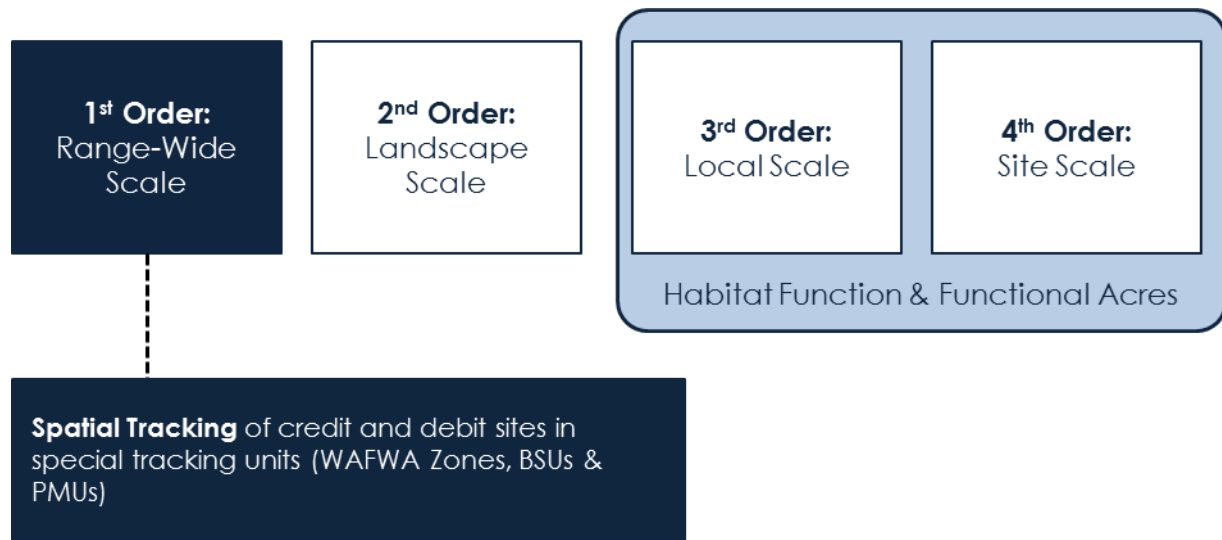 1st Order:
Range-Wide
Scale
2nd Order:
Landscape
Scale
3rd Order:
Local Scale
4th Order:
Site Scale
Habitat Function & Functional Acres
Spatial Tracking of credit and debit sites in
special tracking units (WAFWA Zones, BSUs &
PMUs)